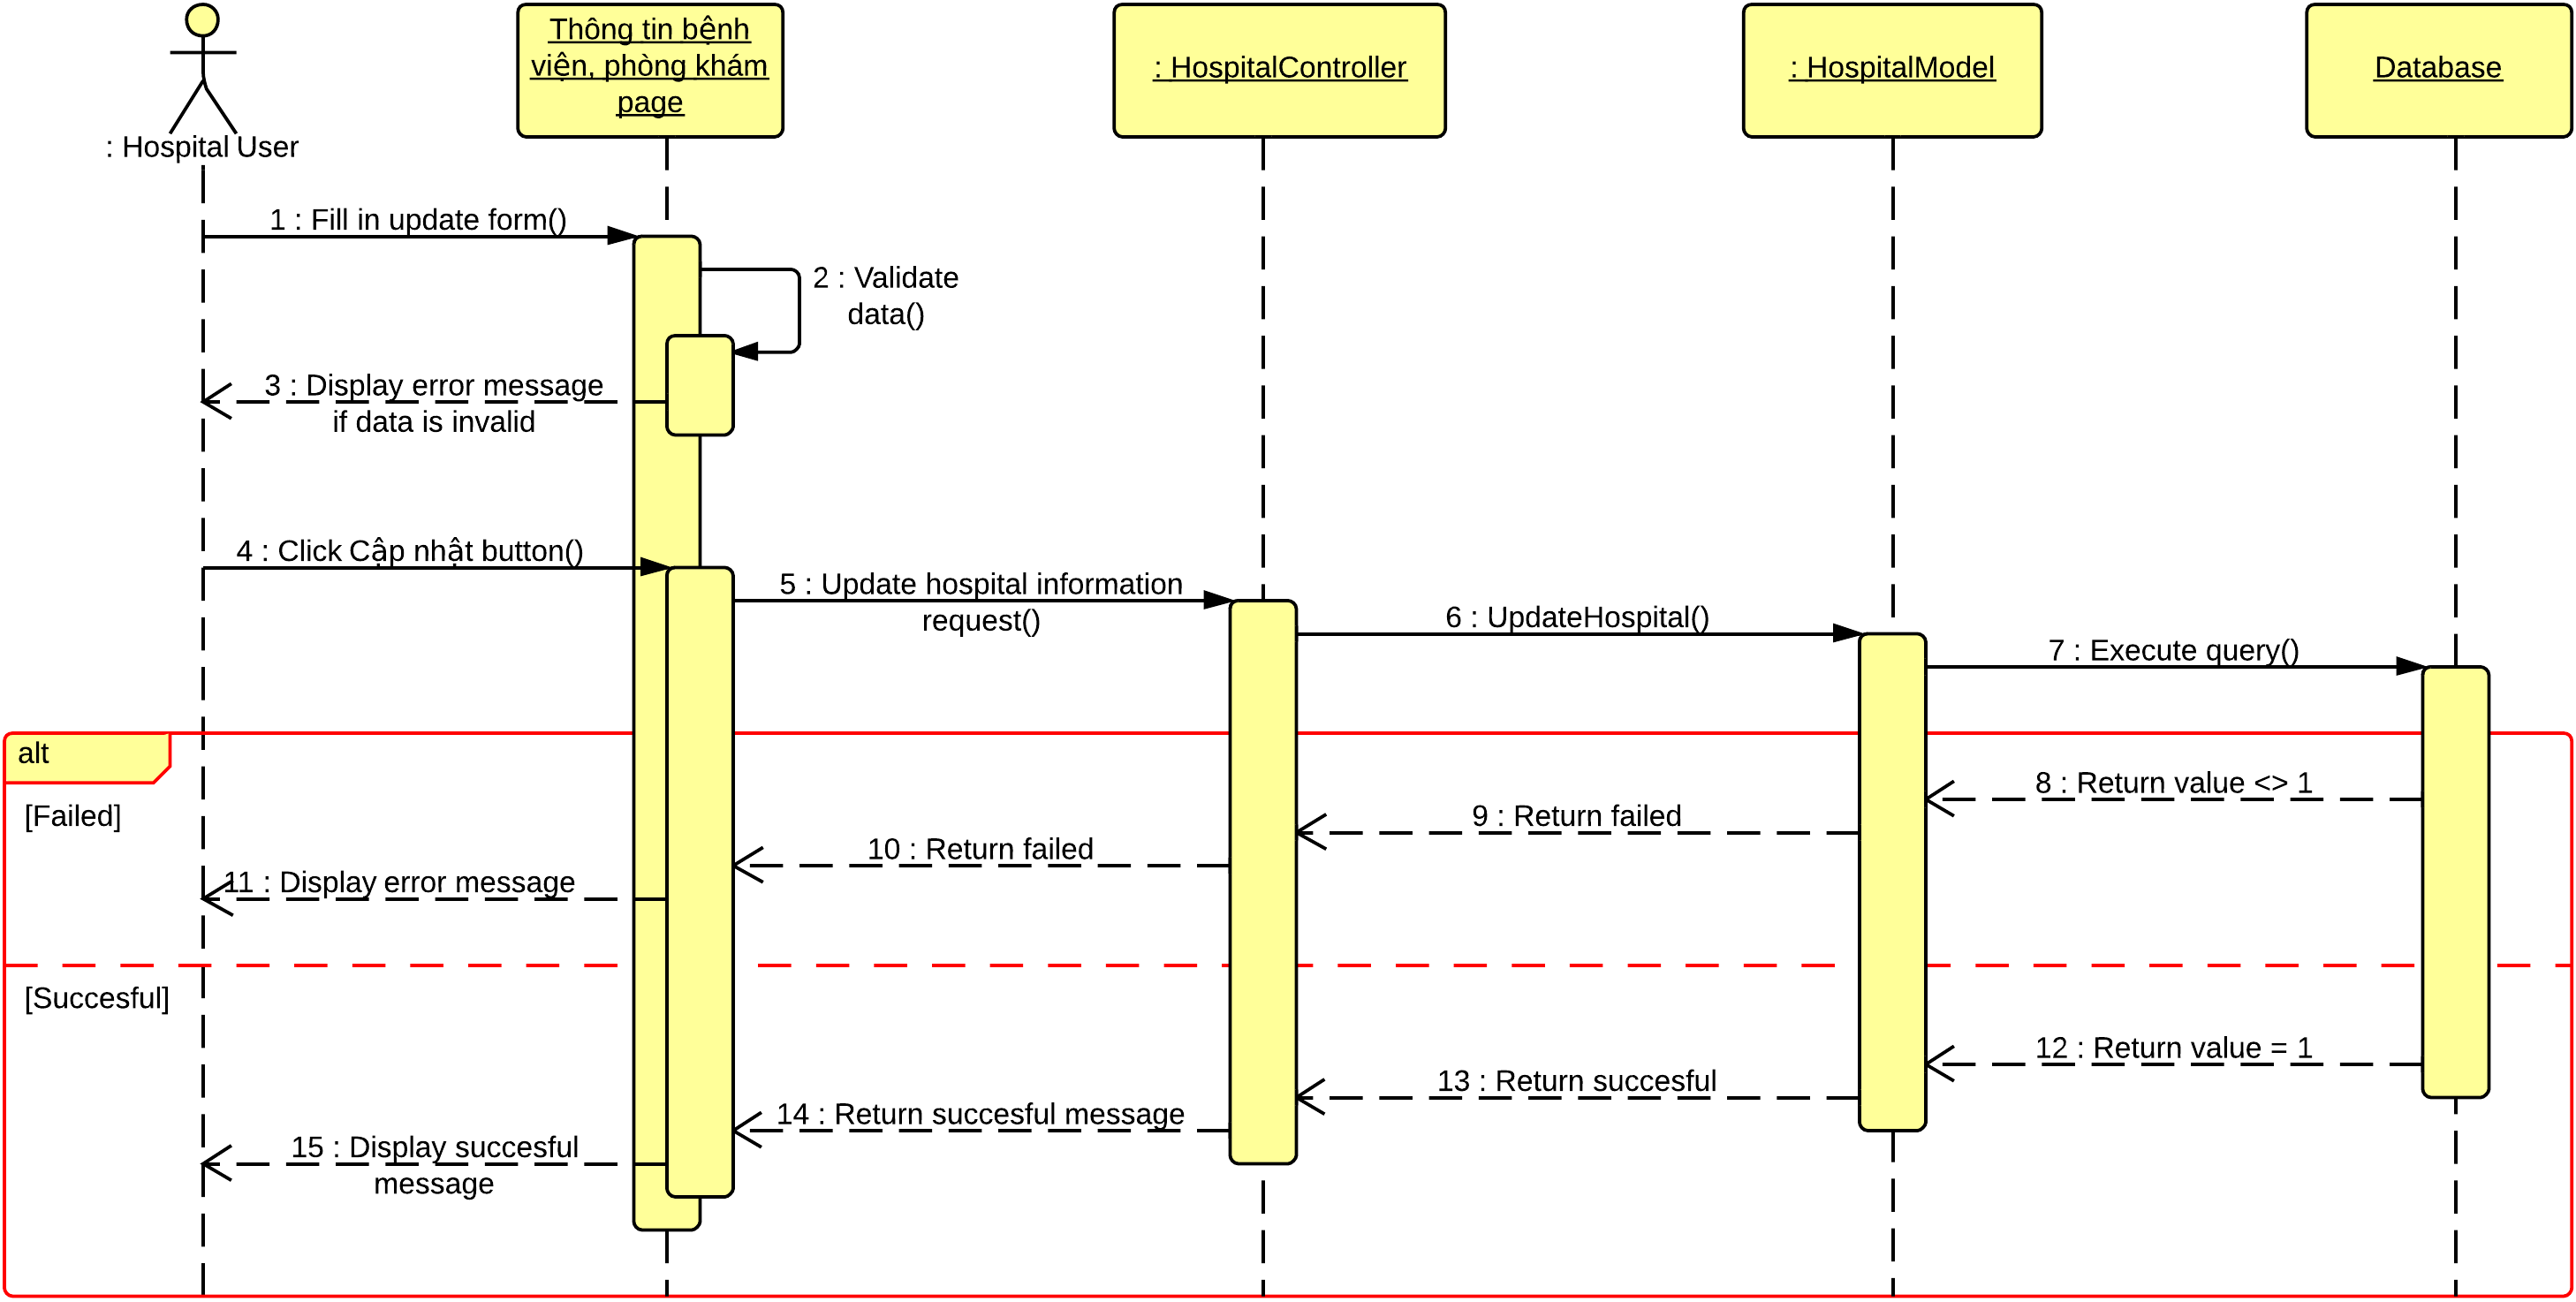 : Hospital User
Thông tin bệnh
viện, phòng khám
page
: HospitalController
: HospitalModel
Database
1 : Fill in update form()
2 : Validate
data()
3 : Display error message
if data is invalid
4 : Click Cập nhật button()
5 : Update hospital information
request()
6 : UpdateHospital()
7 : Execute query()
alt
[Failed]
8 : Return value <> 1
9 : Return failed
10 : Return failed
11 : Display error message
[Succesful]
12 : Return value = 1
13 : Return succesful
14 : Return succesful message
15 : Display succesful
message